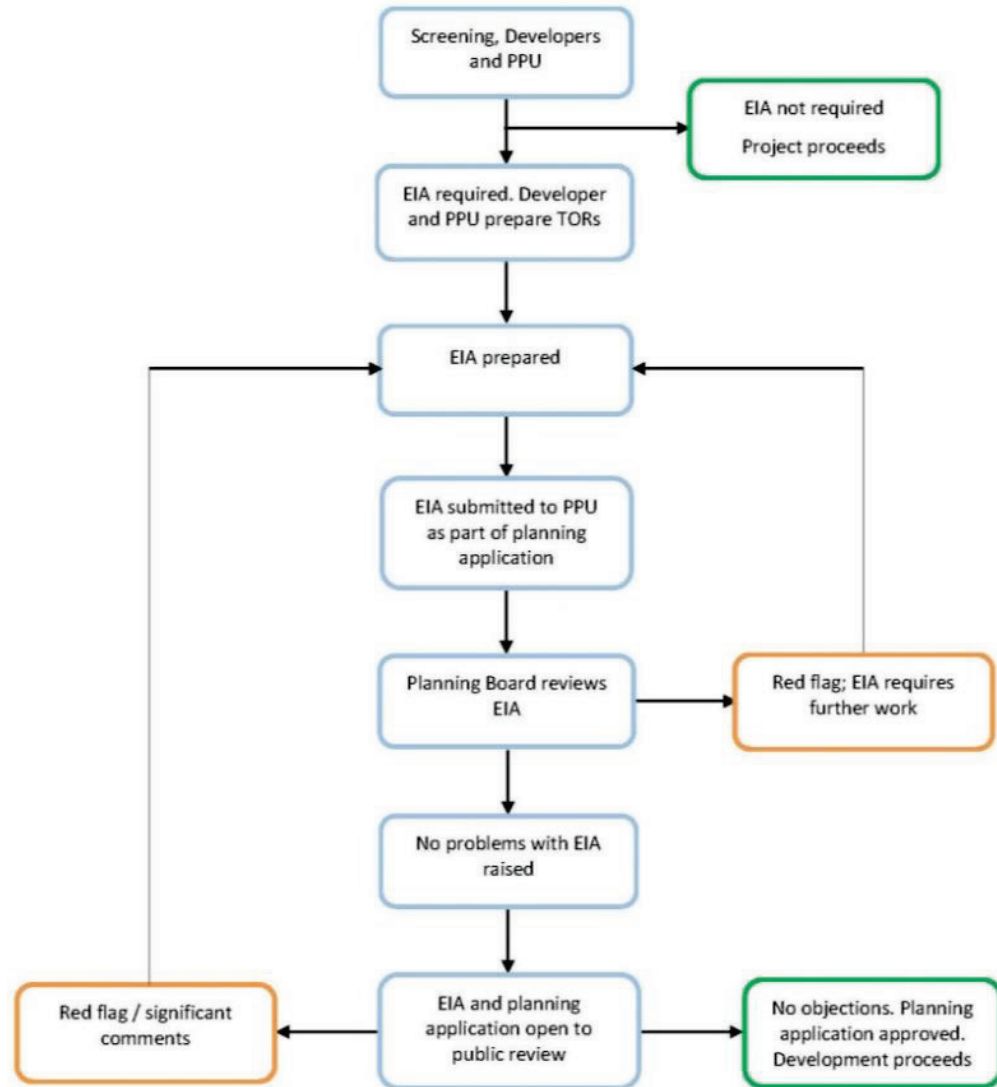 Screening, Developers
and PPU
EIA not required
Project proceeds
EIA required. Developer
and PPU prepare TORs
EIA prepared
EIA submitted to PPU
as part of planning
application
Planning Board reviews
EIA
Red flag; EIA requires
further work
No problems with EIA
raised
Red flag / significant
comments
EIA and planning
application open to
public review
No objections. Planning
application approved.
Development proceeds